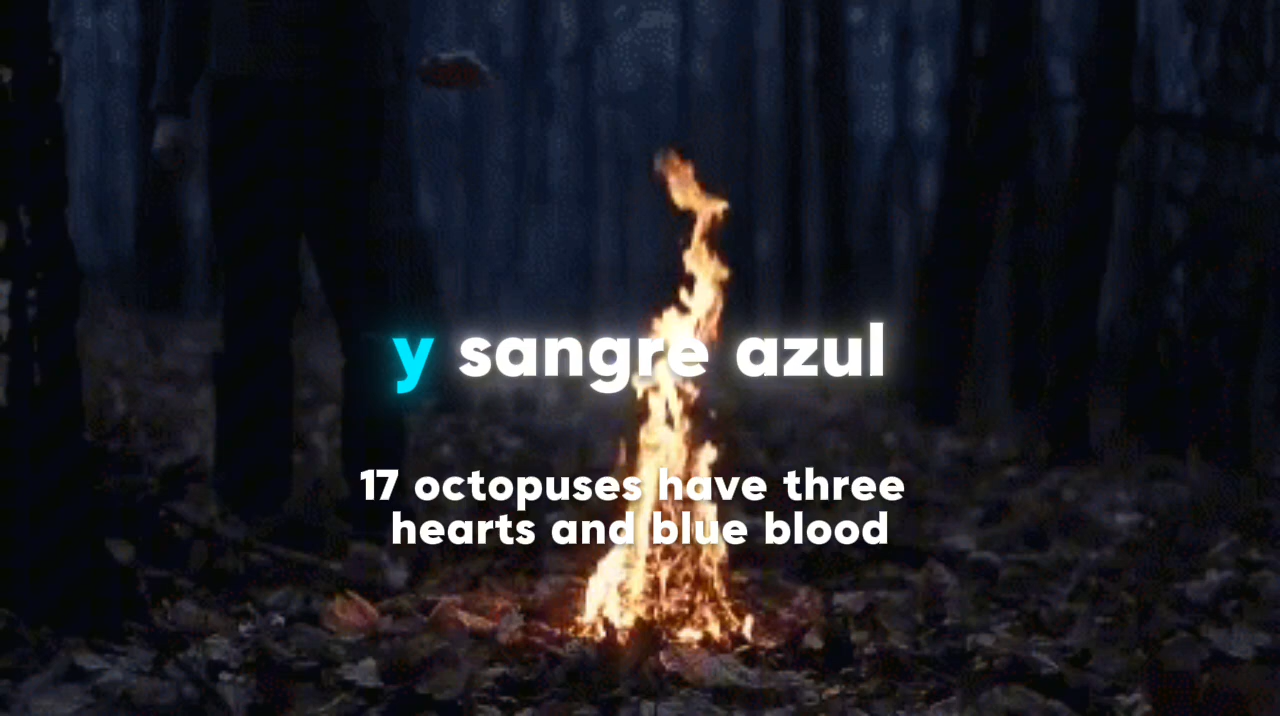 y sangre azul
17 octopuses have three
hearts and blue blood